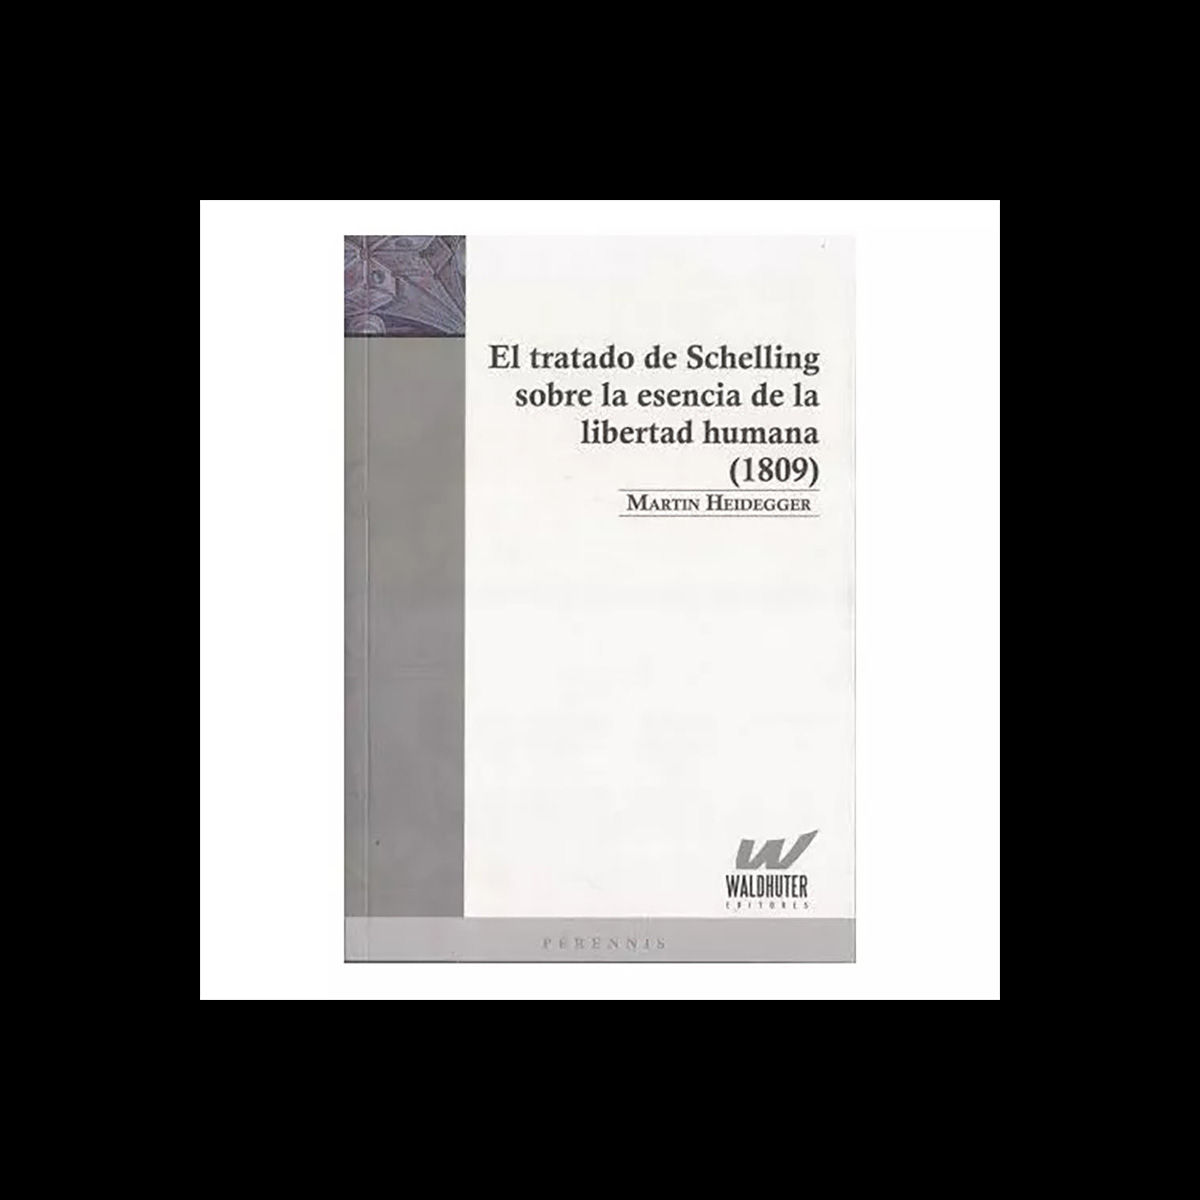 El tratado de Schelling
sobre la esencia de la
libertad humana
(1809)
MARTIN HEIDEGGER
W
WALDHUTER
EDITORES
PERENNIS